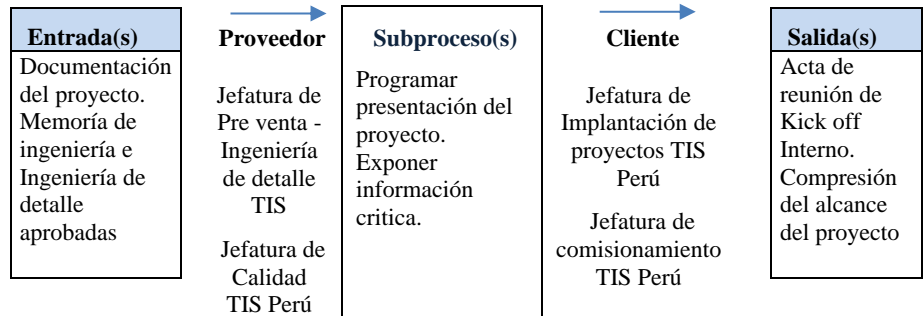 Entrada(s)
Documentación
del proyecto.
Memoría de
ingeniería e
Ingeniería de
detalle
aprobadas
Proveedor
Jefatura de
Pre venta -
Ingeniería
de detalle
TIS
Jefatura de
Calidad
TIS Perú
Subproceso(s)
Programar
presentación del
proyecto.
Exponer
información
critica.
Cliente
Jefatura de
Implantación de
proyectos TIS
Perú
Jefatura de
comisionamiento
TIS Perú
Salida(s)
Acta de
reunión de
Kick off
Interno.
Compresión
del alcance
del proyecto